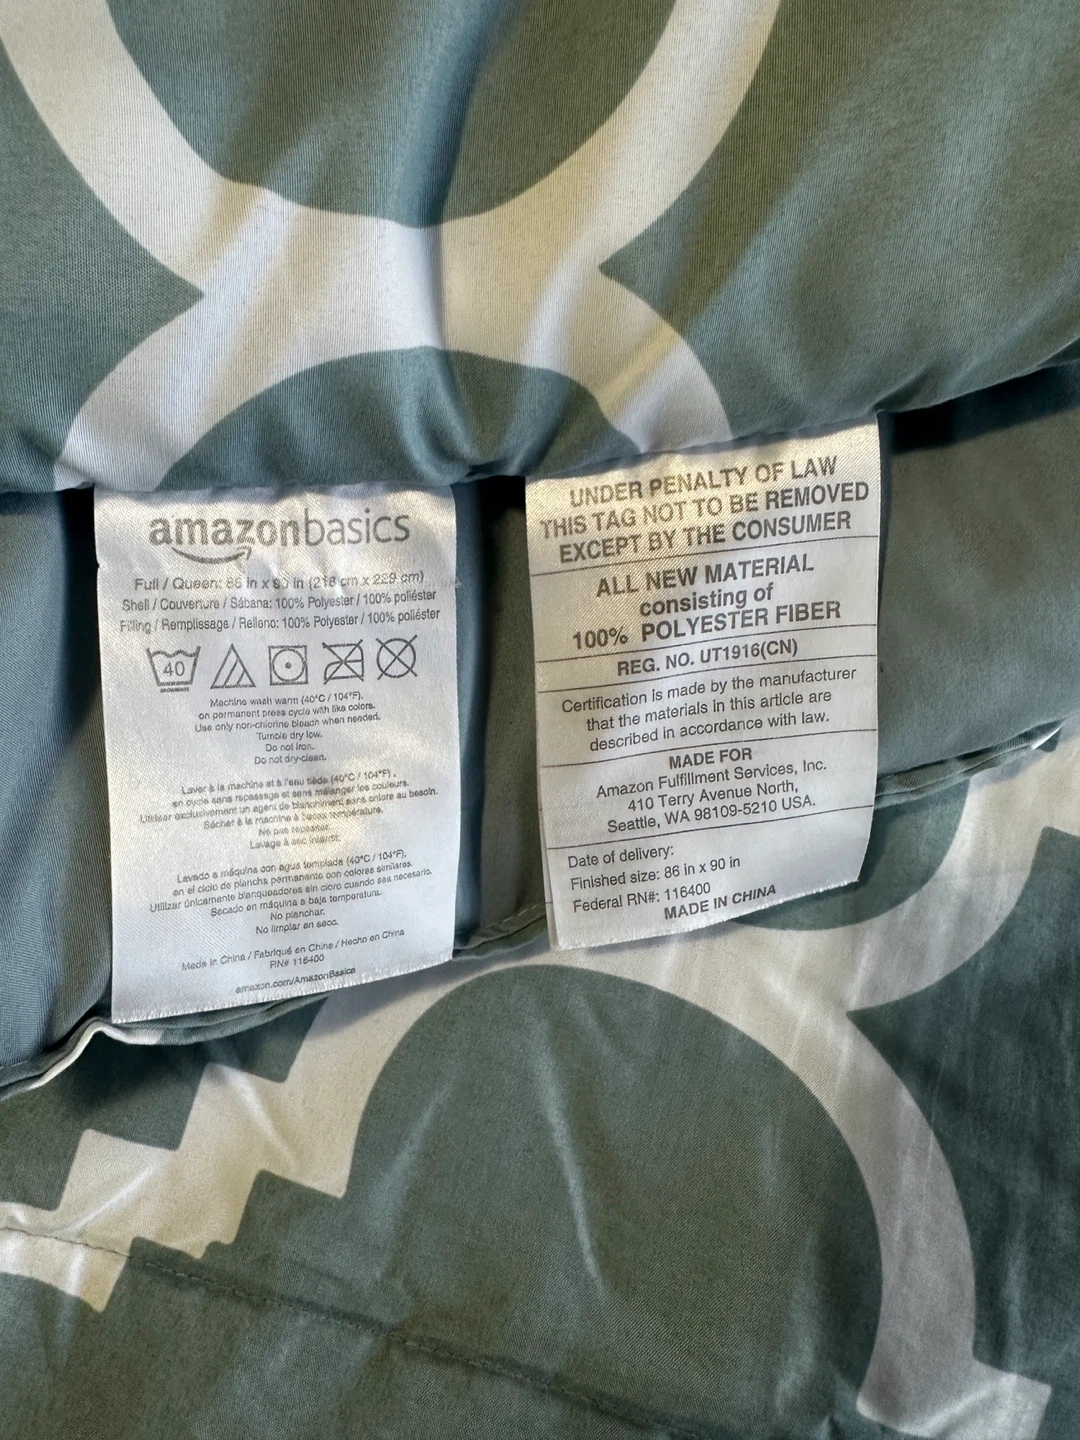 amazonbasics
Full / Queen: 86 in x 90 in (218 cm x 229 cm)
Shell / Couverture / Sábana: 100% Polyester / 100% poliéster
Filling / Remplissage / Relleno: 100% Polyester / 100% poliéster
40
Machine wash warm (40°C / 104°F),
on permanent press cycle with like colors.
Use only non-chlorine bleach when needed.
Tumble dry low.
Do not iron.
Do not dry-clean.
Laver à la machine et à l'eau tiède (40°C / 104°F),
en cycle sans repassage et sans mélanger les couleurs.
Utiliser exclusivement un agent de blanchiment sans chlore au besoin.
Sécher à la machine à basse température.
Ne pas repasser.
Lavage à sec interdit.
Lavado a máquina con agua templada (40°C / 104°F),
en el ciclo de plancha permanente con colores similares.
Utilizar únicamente blanqueadores sin cloro cuando sea necesario.
Secado en máquina a baja temperatura.
No planchar.
No limpiar en seco.
Made in China / Fabriqué en Chine / Hecho en China
RN# 116400
amazon.com/AmazonBasics
UNDER PENALTY OF LAW
THIS TAG NOT TO BE REMOVED
EXCEPT BY THE CONSUMER
ALL NEW MATERIAL
consisting of
100% POLYESTER FIBER
REG. NO. UT1916(CN)
Certification is made by the manufacturer
that the materials in this article are
described in accordance with law.
MADE FOR
Amazon Fulfillment Services, Inc.
410 Terry Avenue North,
Seattle, WA 98109-5210 USA.
Date of delivery:
Finished size: 86 in x 90 in
Federal RN#: 116400
MADE IN CHINA